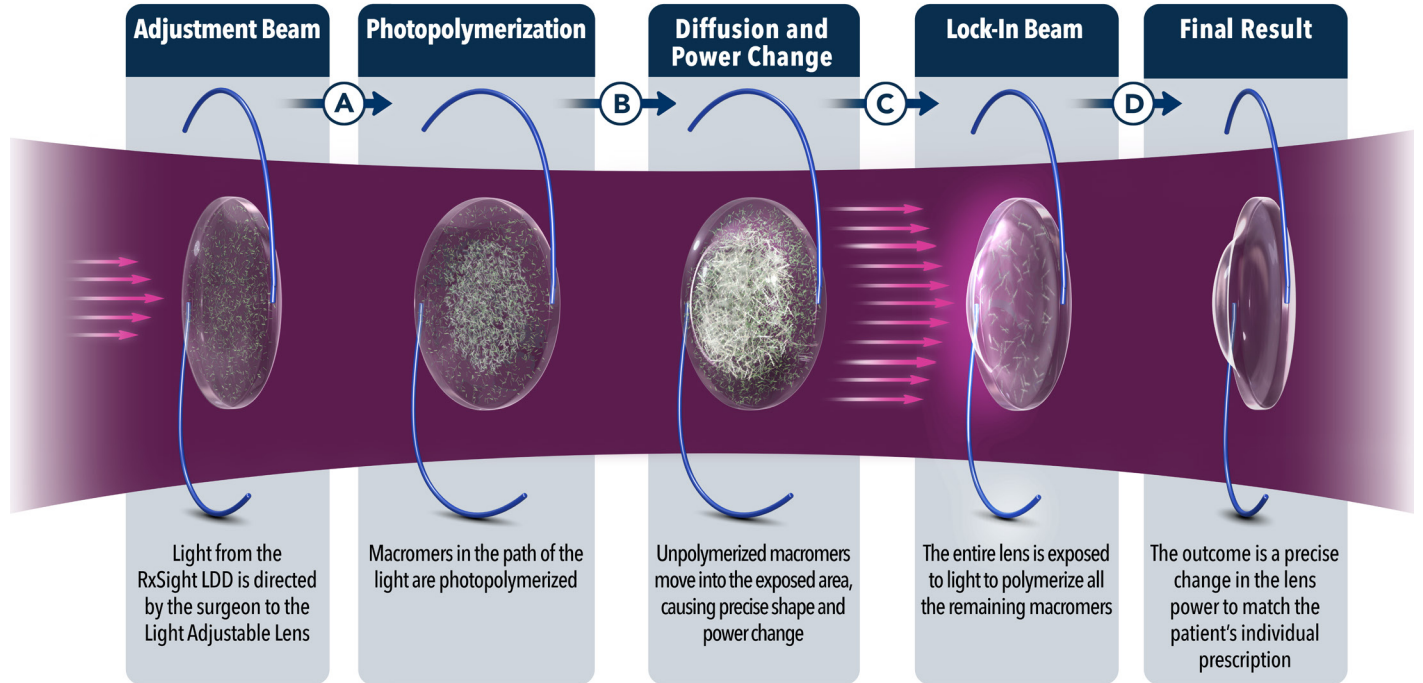 Adjustment Beam
Photopolymerization
Diffusion and
Power Change
Lock-In Beam
Final Result
A
B
C
D
Light from the
RxSight LDD is directed
by the surgeon to the
Light Adjustable Lens
Macromers in the path of the
light are photopolymerized
Unpolymerized macromers
move into the exposed area,
causing precise shape and
power change
The entire lens is exposed
to light to polymerize all
the remaining macromers
The outcome is a precise
change in the lens
power to match the
patient’s individual
prescription